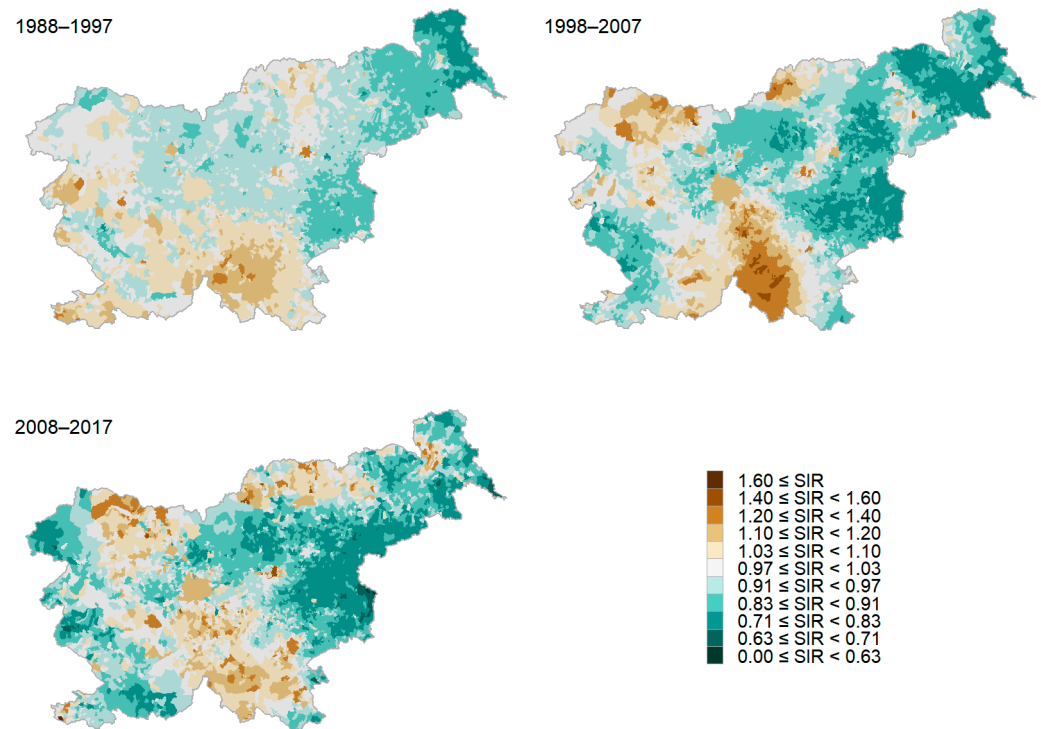 1988–1997
1998–2007
2008–2017
1.60 ≤ SIR
1.40 ≤ SIR < 1.60
1.20 ≤ SIR < 1.40
1.10 ≤ SIR < 1.20
1.03 ≤ SIR < 1.10
0.97 ≤ SIR < 1.03
0.91 ≤ SIR < 0.97
0.83 ≤ SIR < 0.91
0.71 ≤ SIR < 0.83
0.63 ≤ SIR < 0.71
0.00 ≤ SIR < 0.63